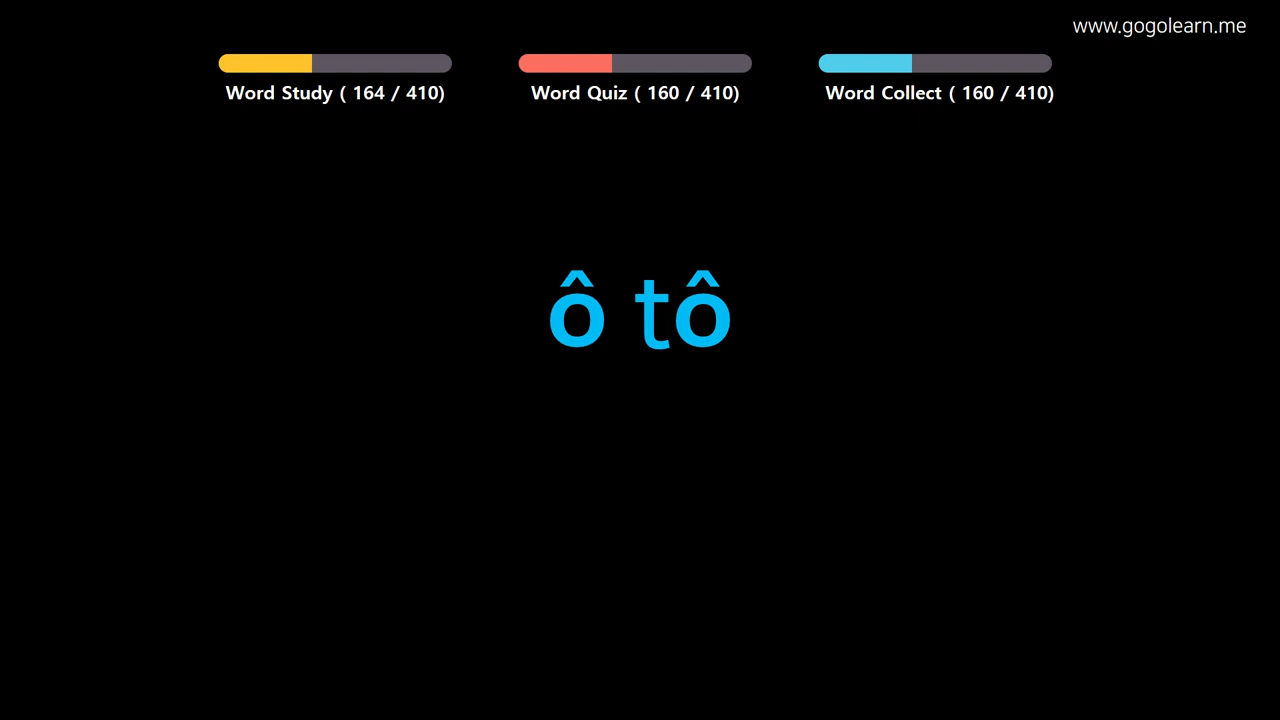 www.gogolearn.me
Word Study ( 164 / 410)
Word Quiz ( 160 / 410)
Word Collect ( 160 / 410)
ô tô